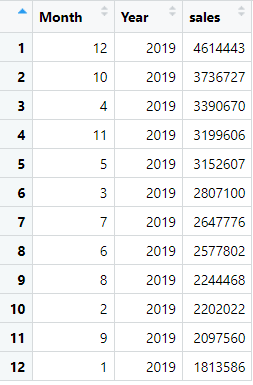 Month Year sales
1 12 2019 4614443
2 10 2019 3736727
3 4 2019 3390670
4 11 2019 3199606
5 5 2019 3152607
6 3 2019 2807100
7 7 2019 2647776
8 6 2019 2577802
9 8 2019 2244468
10 2 2019 2202022
11 9 2019 2097560
12 1 2019 1813586